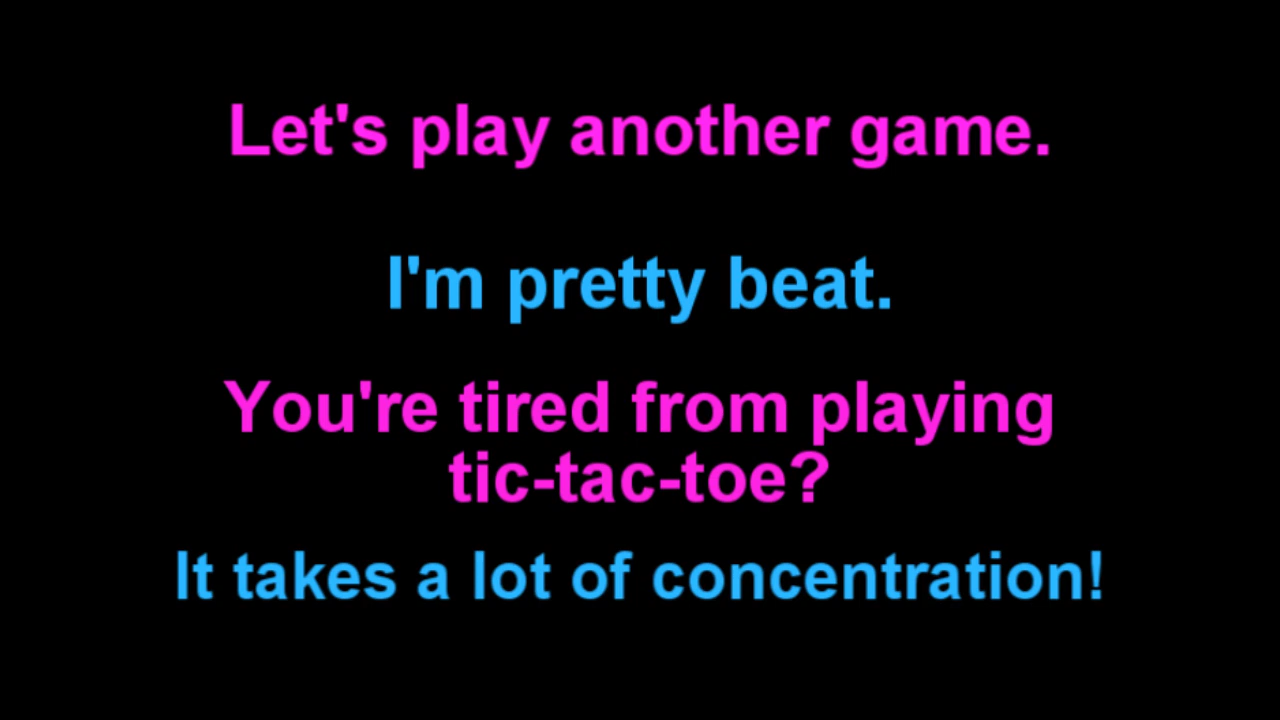 Let's play another game.
I'm pretty beat.
You're tired from playing
tic-tac-toe?
It takes a lot of concentration!